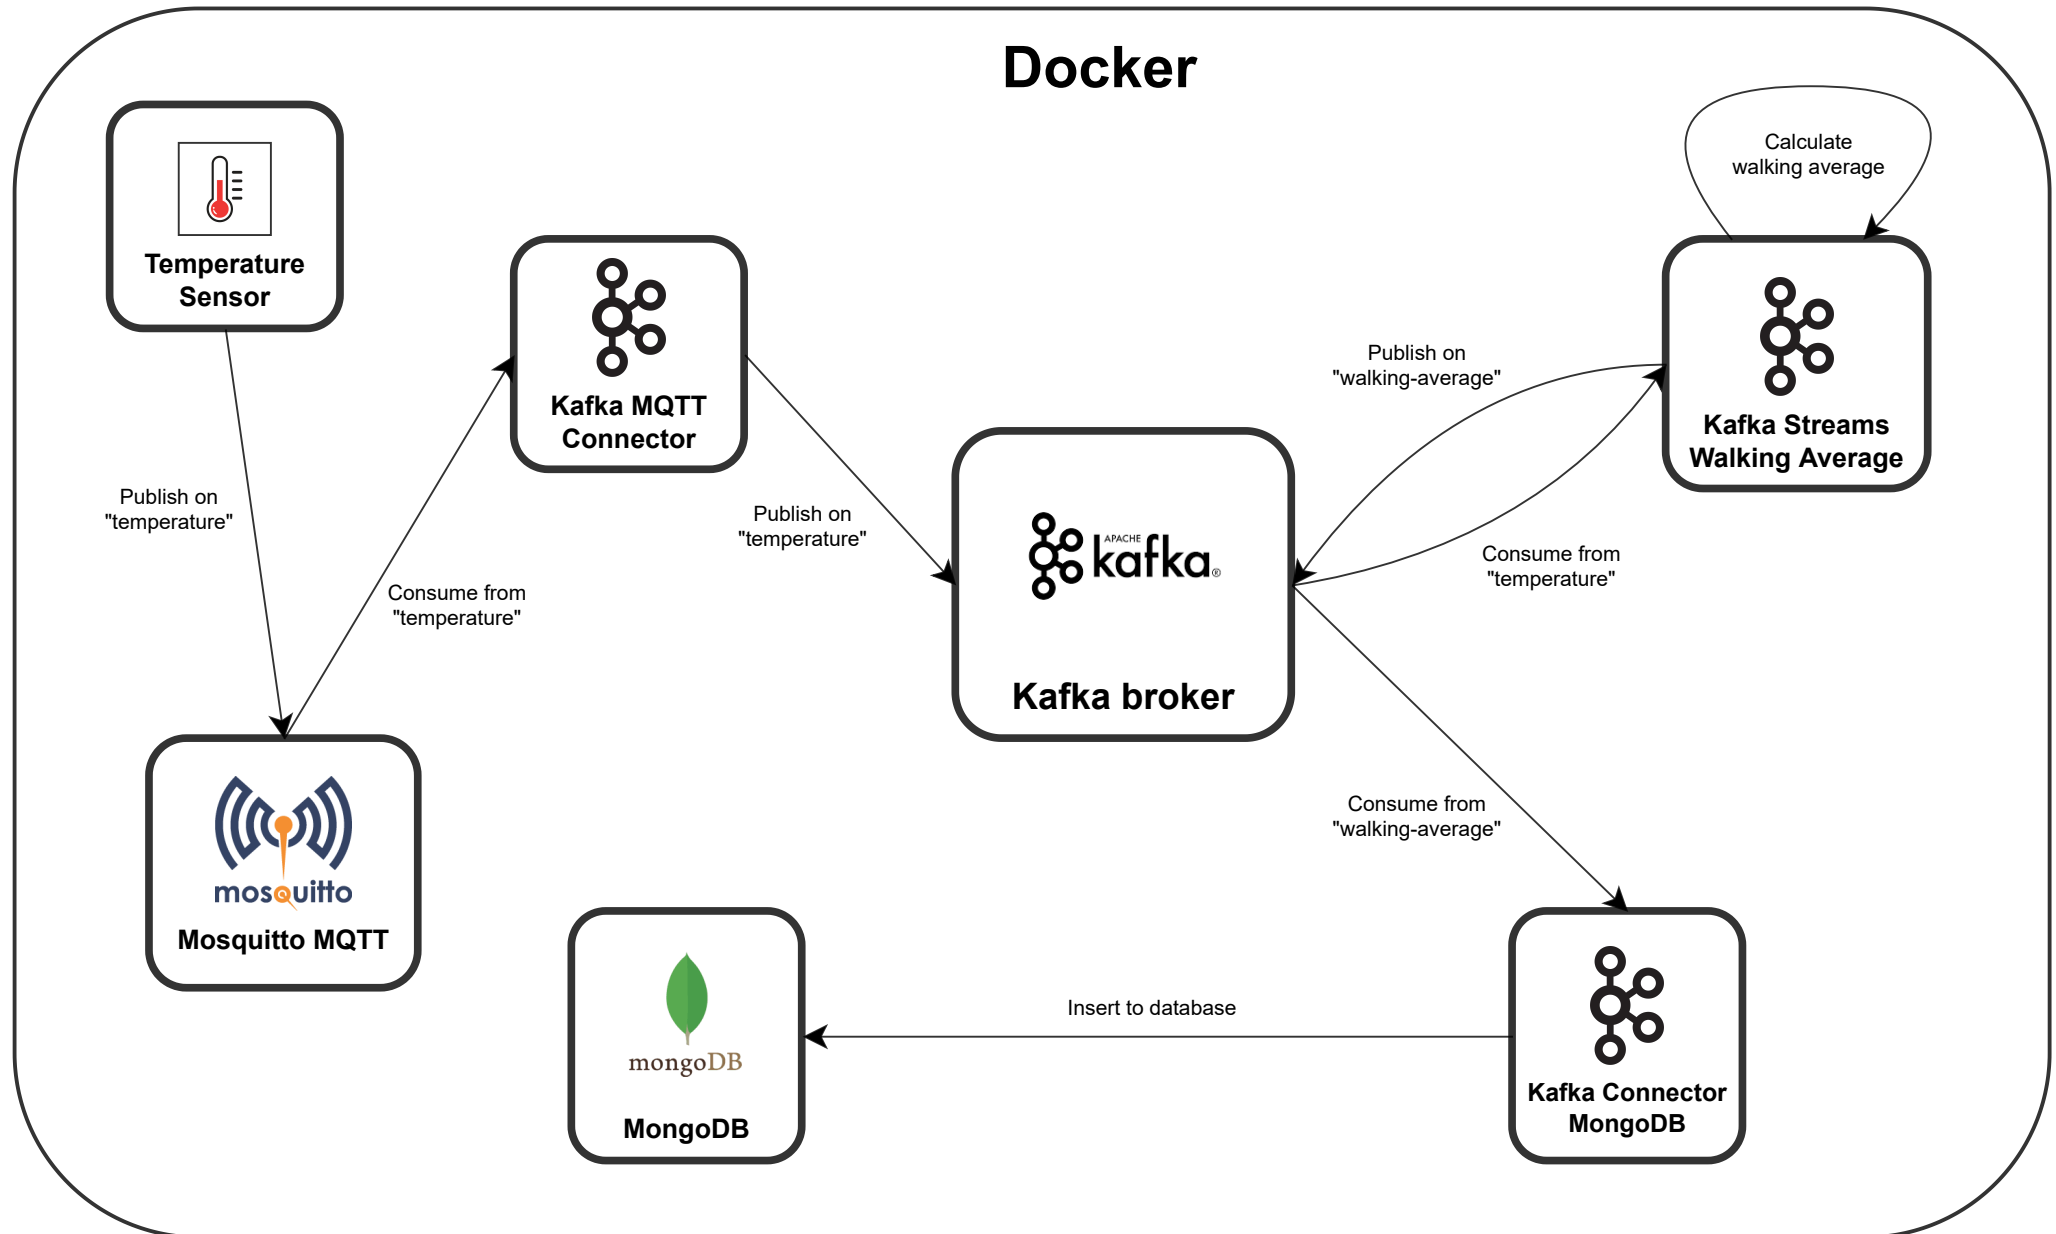 Docker
Temperature
Sensor
Calculate
walking average
Kafka MQTT
Connector
Publish on
"walking-average"
Kafka Streams
Walking Average
Publish on
"temperature"
Publish on
"temperature"
Consume from
"temperature"
APACHE
kafka®
Consume from
"temperature"
Kafka broker
mosquitto
Mosquitto MQTT
Consume from
"walking-average"
mongoDB
MongoDB
Insert to database
Kafka Connector
MongoDB